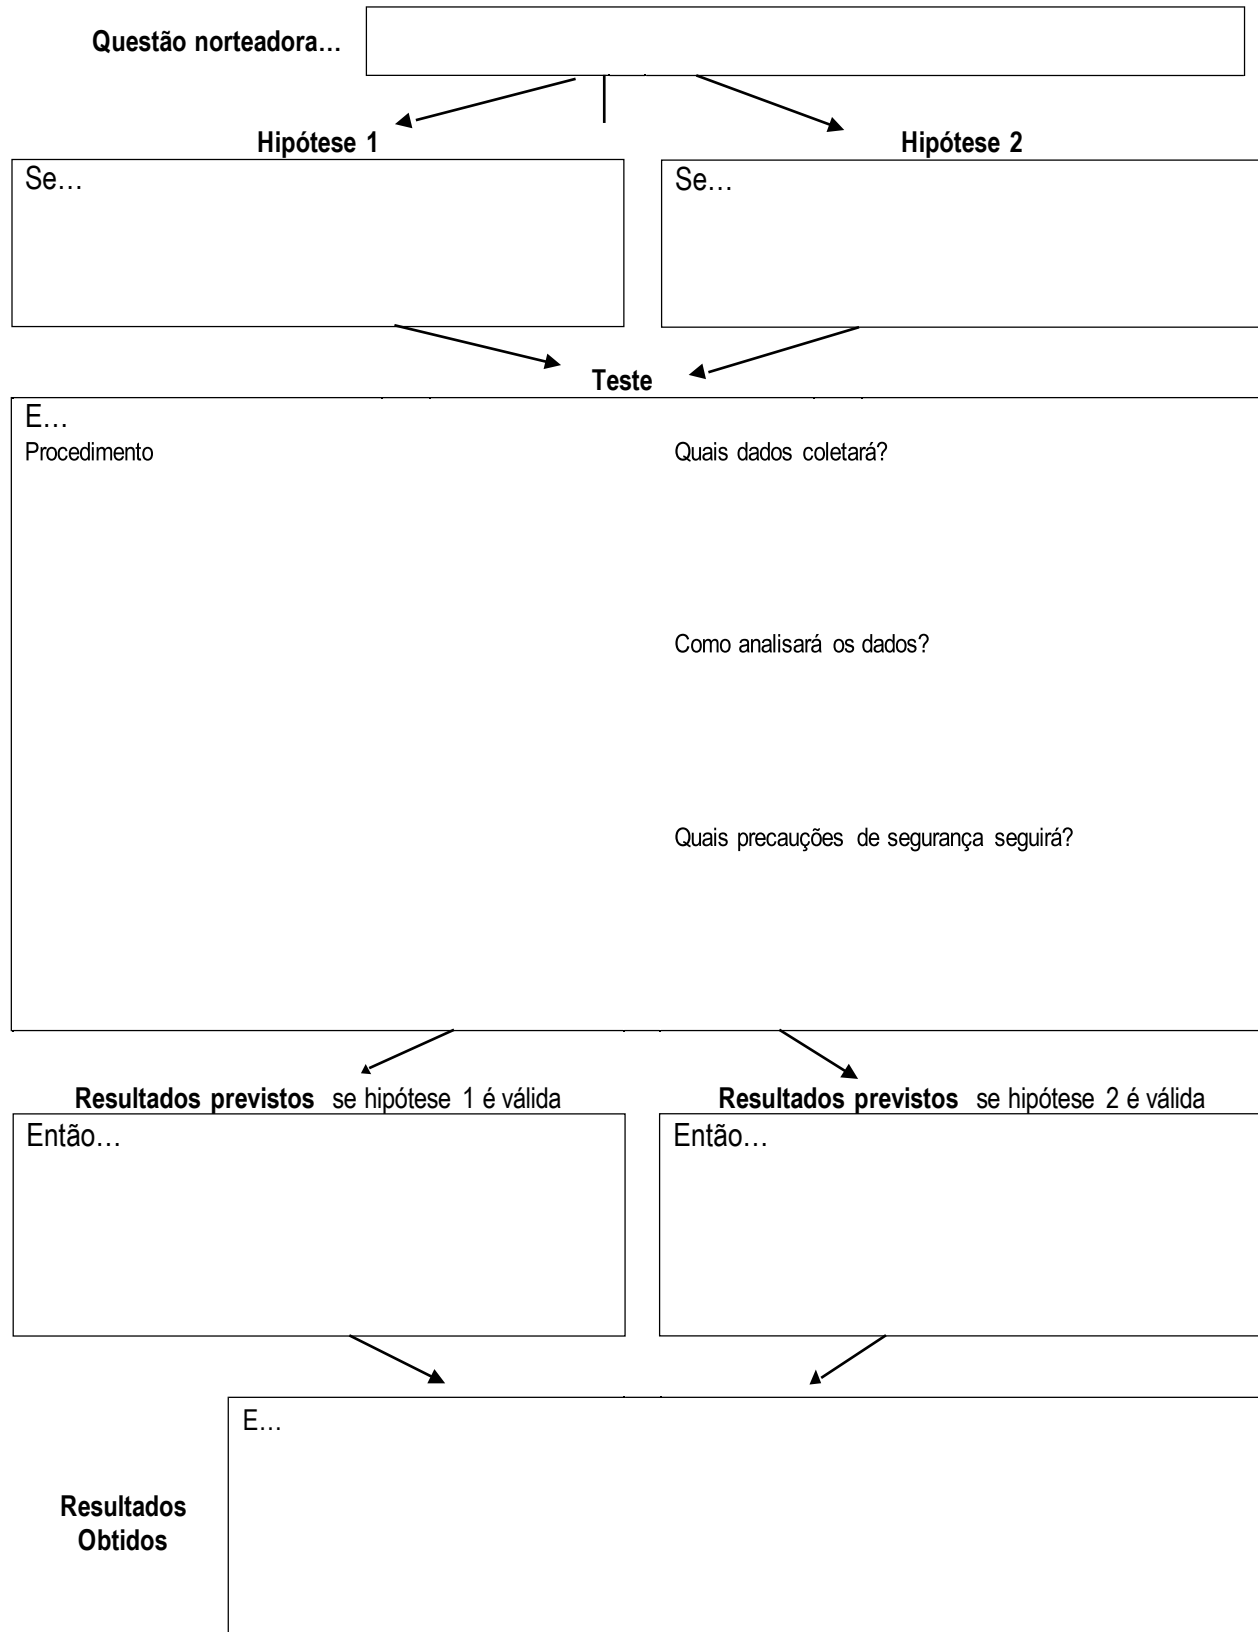 Questão norteadora…
Hipótese 1
Hipótese 2
Se…
Se…
Teste
E…
Procedimento
Quais dados coletará?
Como analisará os dados?
Quais precauções de segurança seguirá?
Resultados previstos se hipótese 1 é válida
Resultados previstos se hipótese 2 é válida
Então…
Então…
E…
Resultados
Obtidos